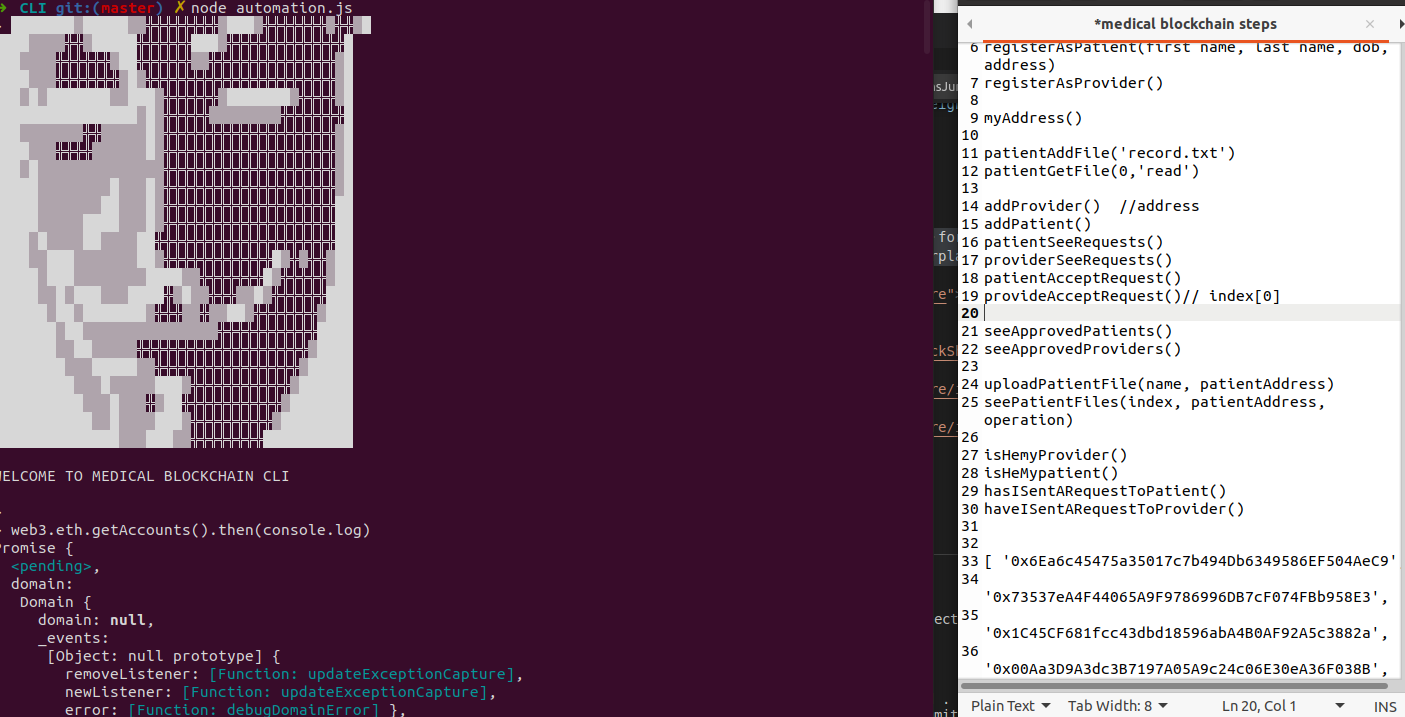 CLI git:(master) ✗ node automation.js
WELCOME TO MEDICAL BLOCKCHAIN CLI
> web3.eth.getAccounts().then(console.log)
Promise {
<pending>,
domain:
Domain {
domain: null,
_events:
[Object: null prototype] {
removeListener: [Function: updateExceptionCapture],
newListener: [Function: updateExceptionCapture],
error: [Function: debugDomainError] },
*medical blockchain steps
6 registerAsPatient(first name, last name, dob,
address)
7 registerAsProvider()
8
9 myAddress()
10
11 patientAddFile('record.txt')
12 patientGetFile(0,'read')
13
14 addProvider()  //address
15 addPatient()
16 patientSeeRequests()
17 providerSeeRequests()
18 patientAcceptRequest()
19 provideAcceptRequest()// index[0]
20
21 seeApprovedPatients()
22 seeApprovedProviders()
23
24 uploadPatientFile(name, patientAddress)
25 seePatientFiles(index, patientAddress,
operation)
26
27 isHemyProvider()
28 isHeMypatient()
29 hasISentARequestToPatient()
30 haveISentARequestToProvider()
31
32
33 [ '0x6Ea6c45475a35017c7b494Db6349586EF504AeC9'
34
'0x73537eA4F44065A9F9786996DB7cF074FBb958E3',
35
'0x1C45CF681fcc43dbd18596abA4B0AF92A5c3882a',
36
'0x00Aa3D9A3dc3B7197A05A9c24c06E30eA36F038B',
Plain Text Tab Width: 8 Ln 20, Col 1 INS